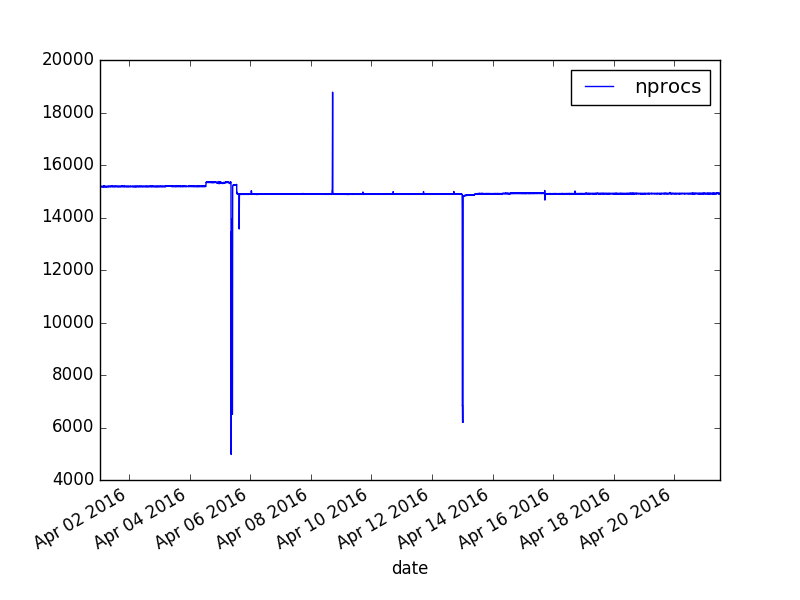 20000
18000
16000
14000
12000
10000
8000
6000
4000
nprocs
Apr 02 2016
Apr 04 2016
Apr 06 2016
Apr 08 2016
Apr 10 2016
Apr 12 2016
Apr 14 2016
Apr 16 2016
Apr 18 2016
Apr 20 2016
date